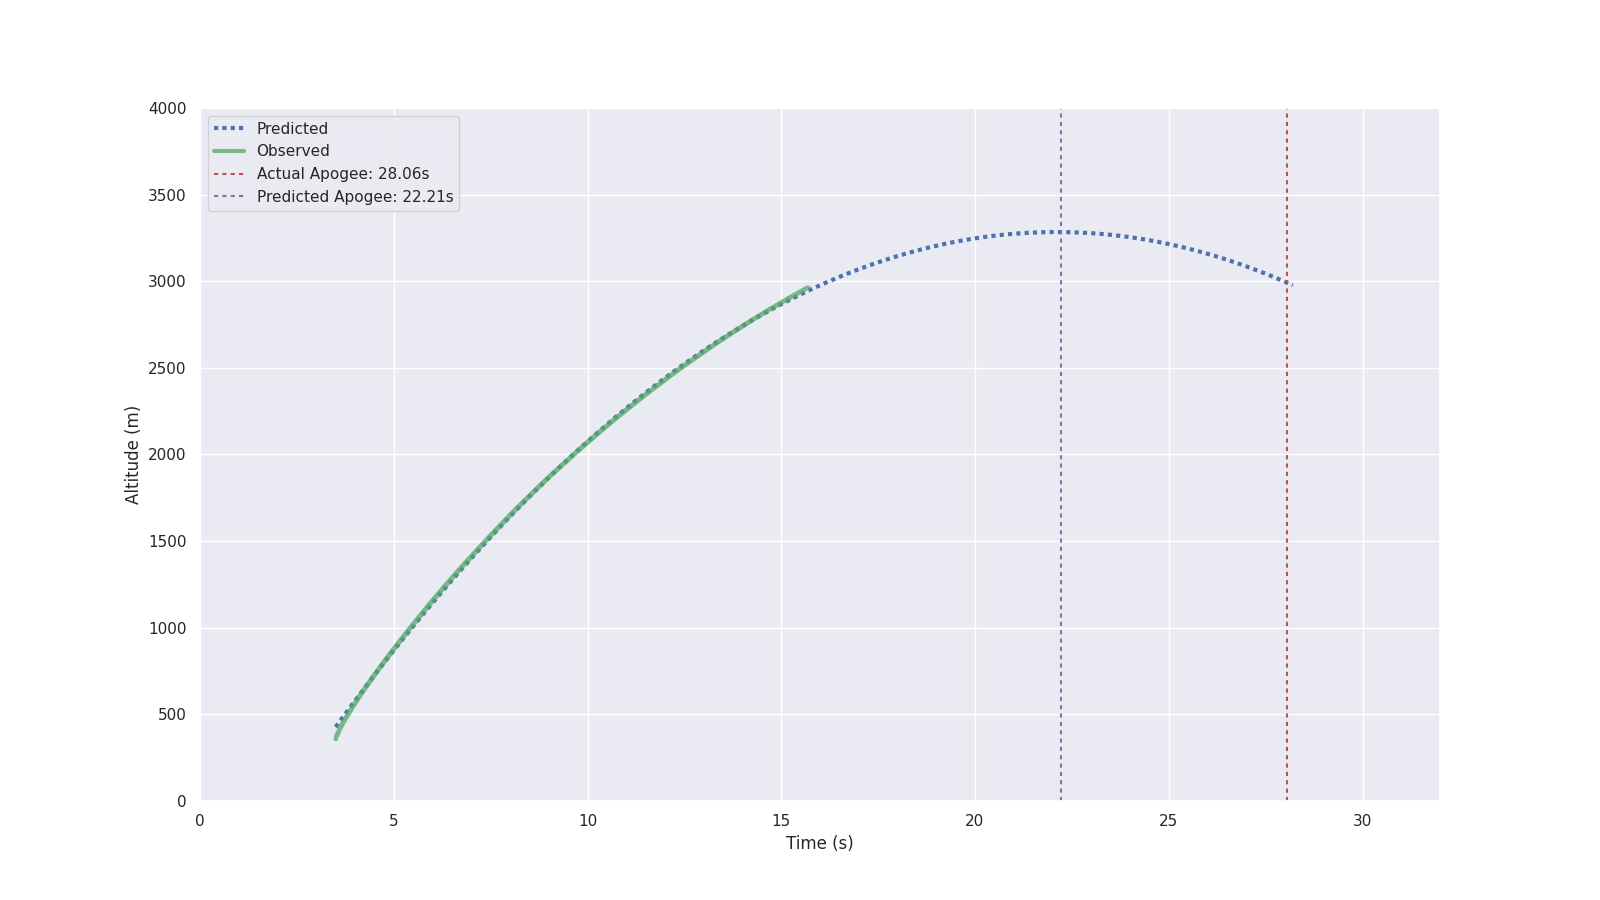 4000
3500
3000
2500
2000
1500
1000
500
0
Altitude (m)
Predicted
Observed
Actual Apogee: 28.06s
Predicted Apogee: 22.21s
0 5 10 15 20 25 30
Time (s)